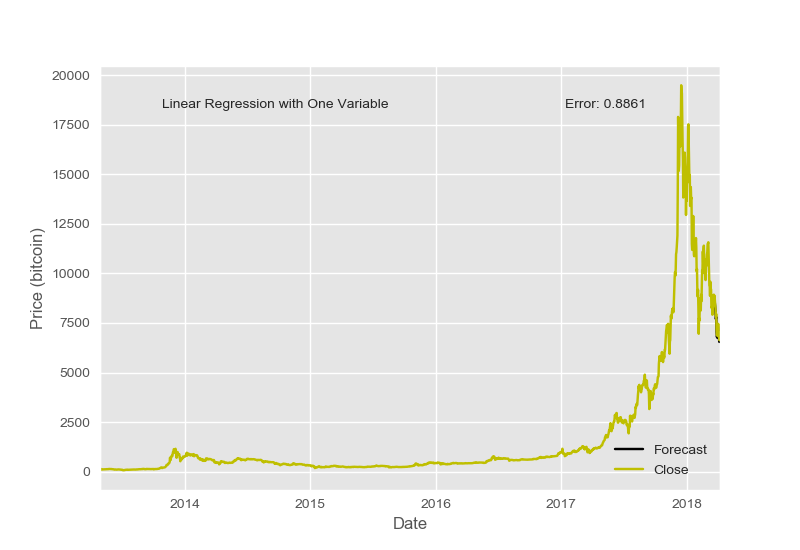 Linear Regression with One Variable
Error: 0.8861
20000
17500
15000
12500
10000
7500
5000
2500
0
Price (bitcoin)
Forecast
Close
2014
2015
2016
2017
2018
Date